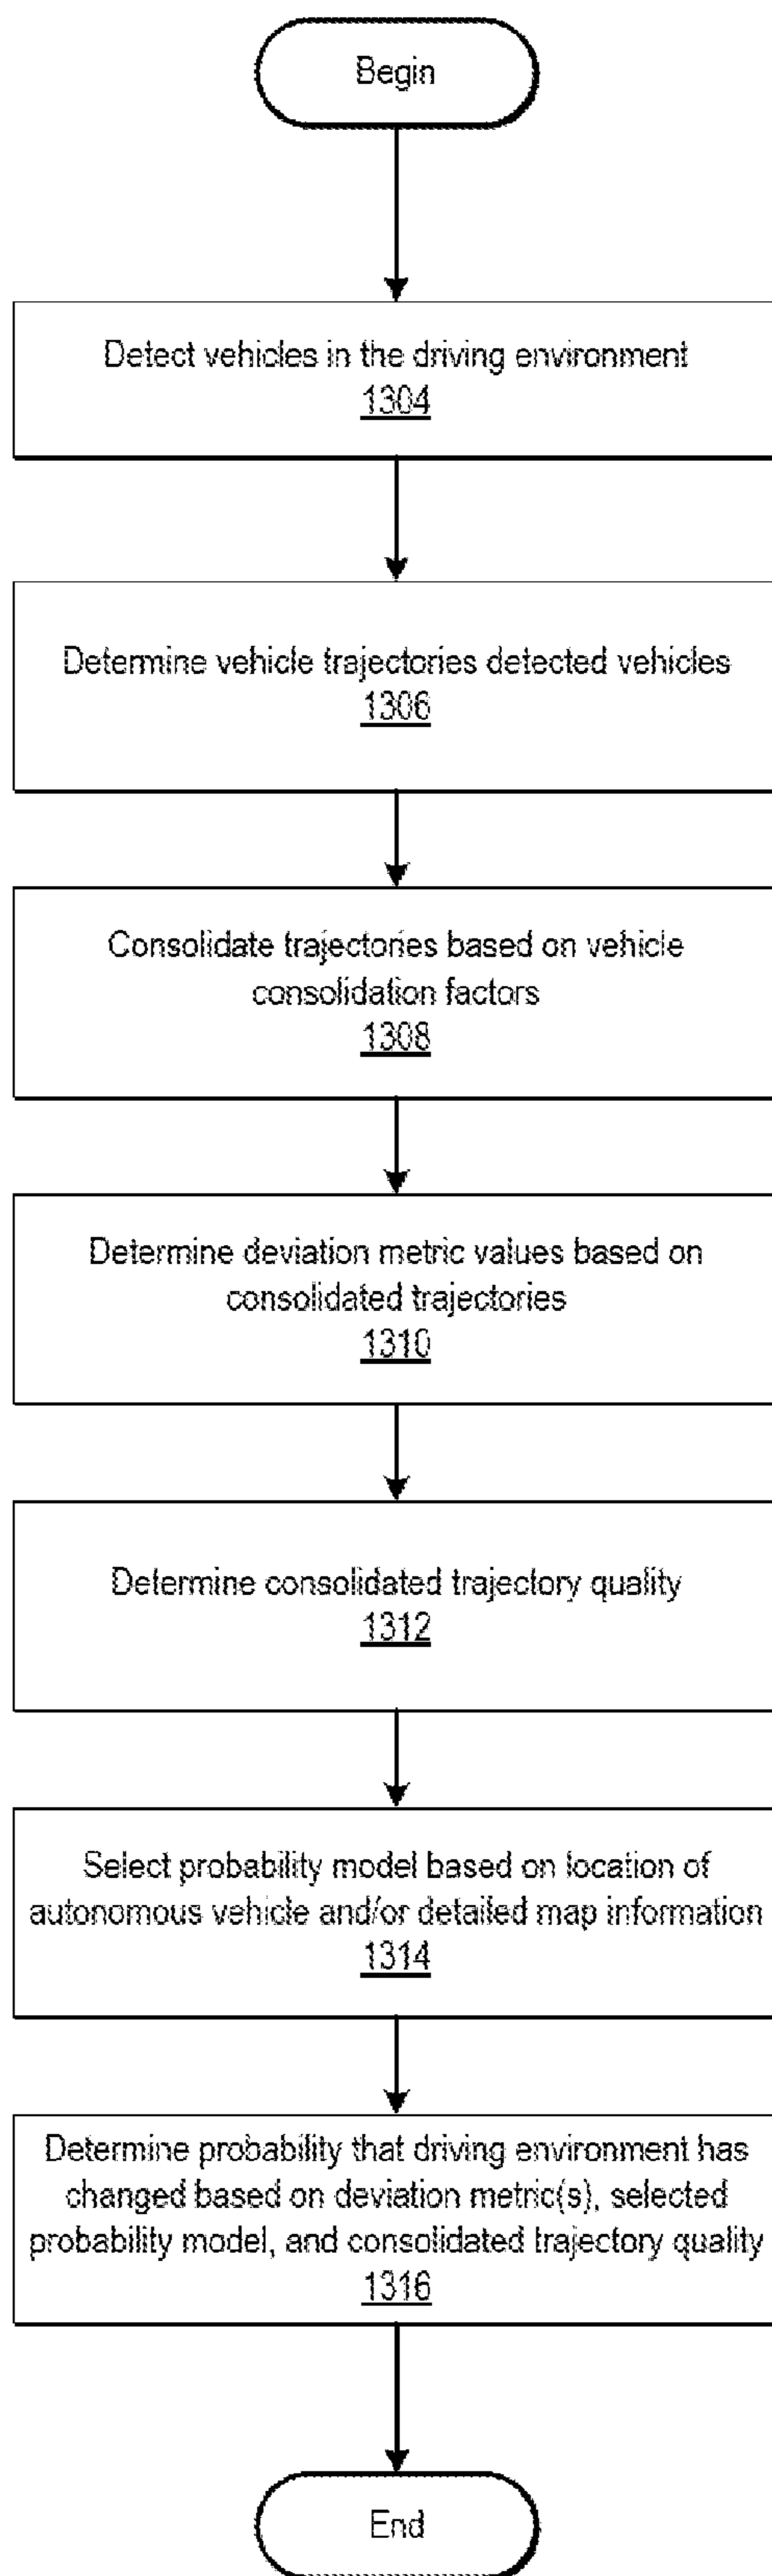 Begin
Detect vehicles in the driving environment
1304
Determine vehicle trajectories detected vehicles
1306
Consolidate trajectories based on vehicle
consolidation factors
1308
Determine deviation metric values based on
consolidated trajectories
1310
Determine consolidated trajectory quality
1312
Select probability model based on location of
autonomous vehicle and/or detailed map information
1314
Determine probability that driving environment has
changed based on deviation metric(s), selected
probability model, and consolidated trajectory quality
1316
End